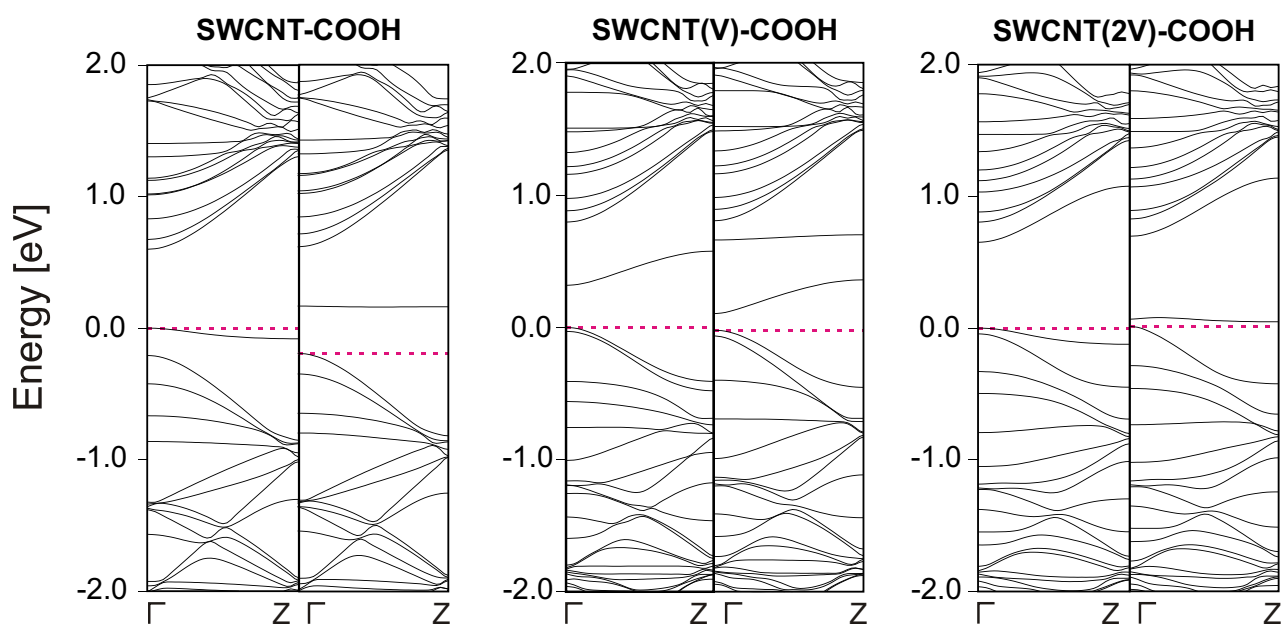 SWCNT-COOH
SWCNT(V)-COOH
SWCNT(2V)-COOH
Energy [eV]
2.0
1.0
0.0
-1.0
-2.0
Γ Z Γ Z
2.0
1.0
0.0
-1.0
-2.0
Γ Z Γ Z
2.0
1.0
0.0
-1.0
-2.0
Γ Z Γ Z